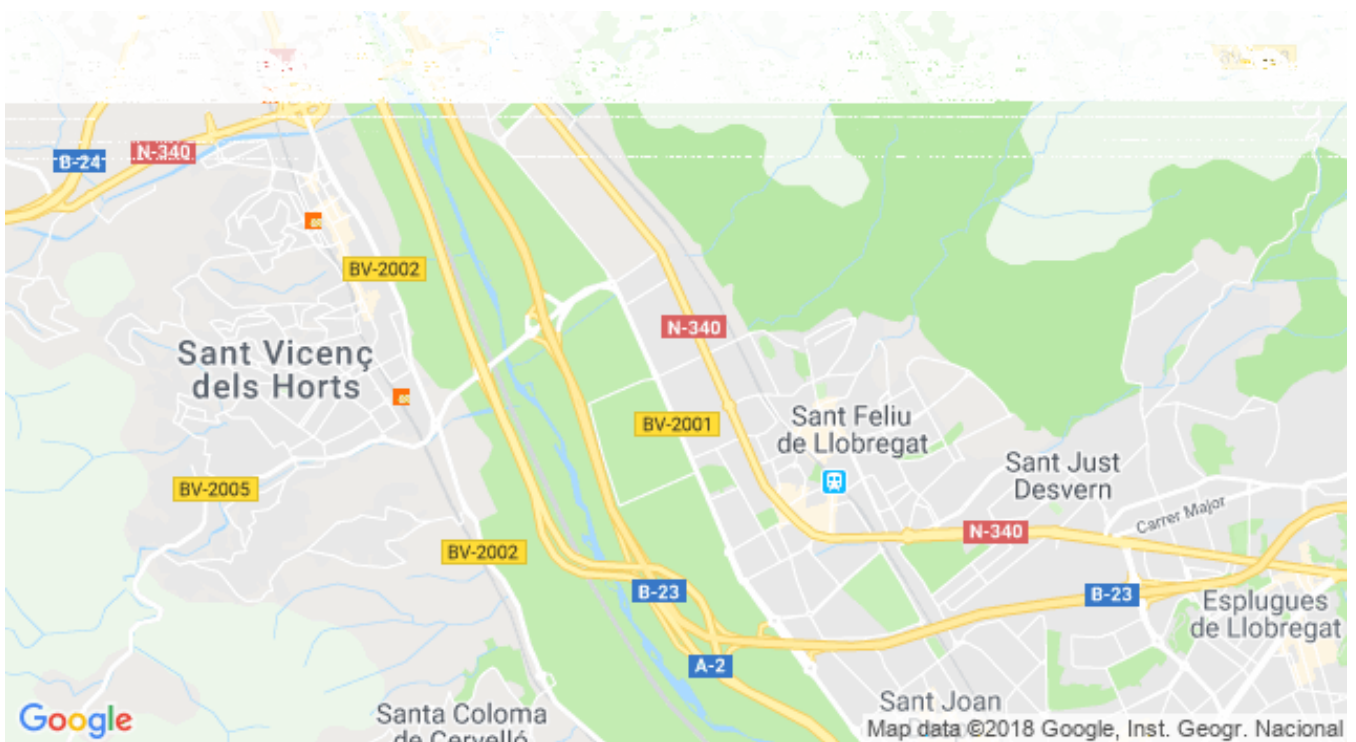 B-24
N-340
BV-2002
N-340
Sant Vicenç
dels Horts
BV-2001
Sant Feliu
de Llobregat
Sant Just
Desvern
BV-2005
Carrer Major
N-340
BV-2002
B-23
B-23
Esplugues
de Llobregat
A-2
Sant Joan
Santa Coloma
de Cervelló
Google
Map data ©2018 Google, Inst. Geogr. Nacional